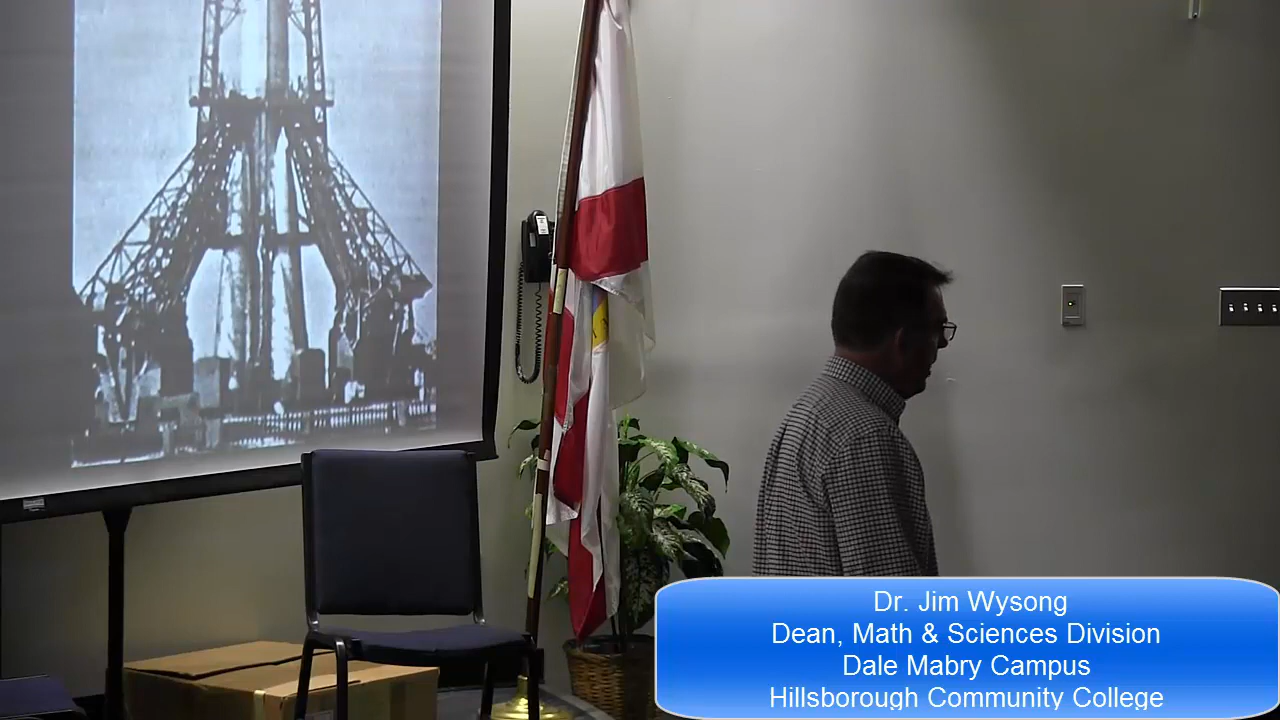 Dr. Jim Wysong
Dean, Math & Sciences Division
Dale Mabry Campus
Hillsborough Community College